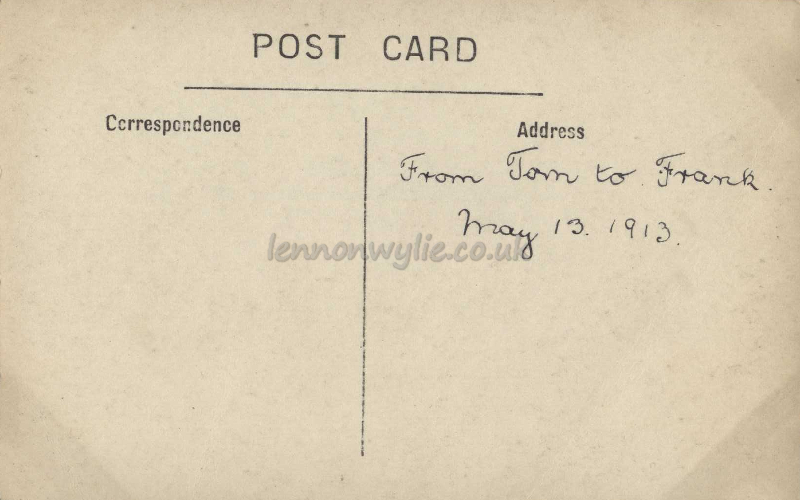 POST CARD
Correspondence
Address
From Tom to Frank.
May 13. 1913.
lennonwylie.co.uk